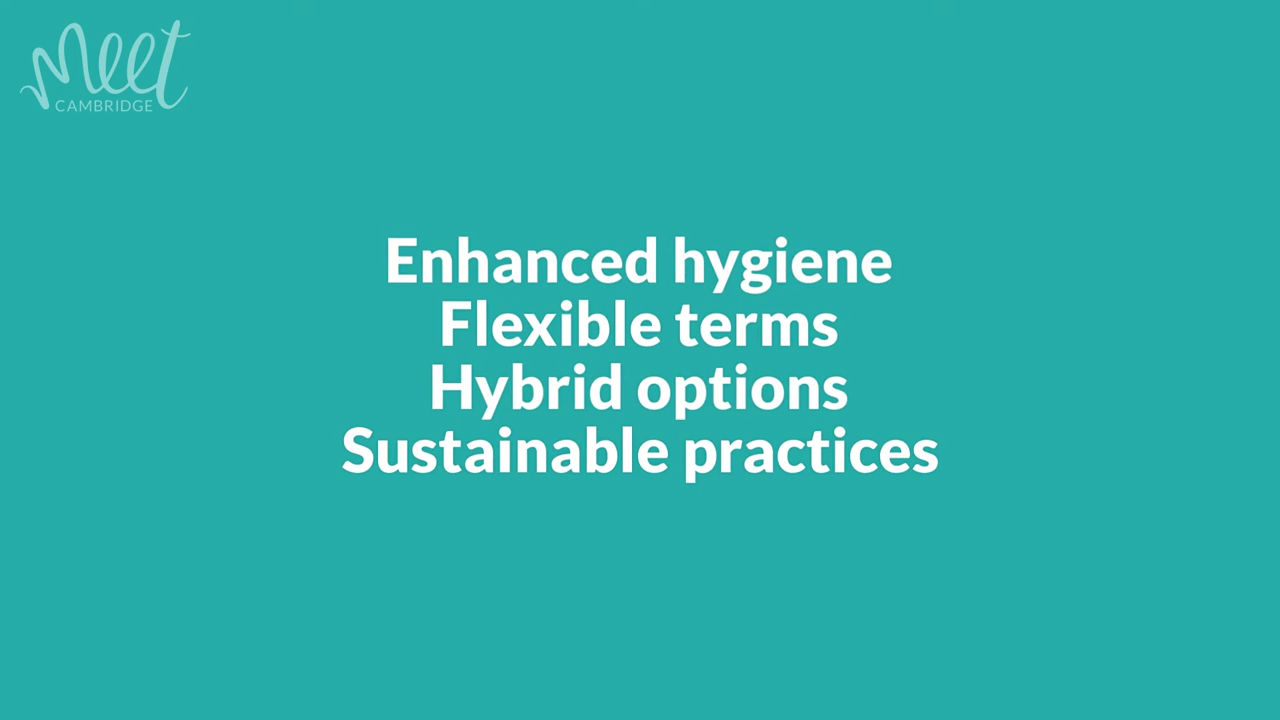 Meet
CAMBRIDGE
Enhanced hygiene
Flexible terms
Hybrid options
Sustainable practices